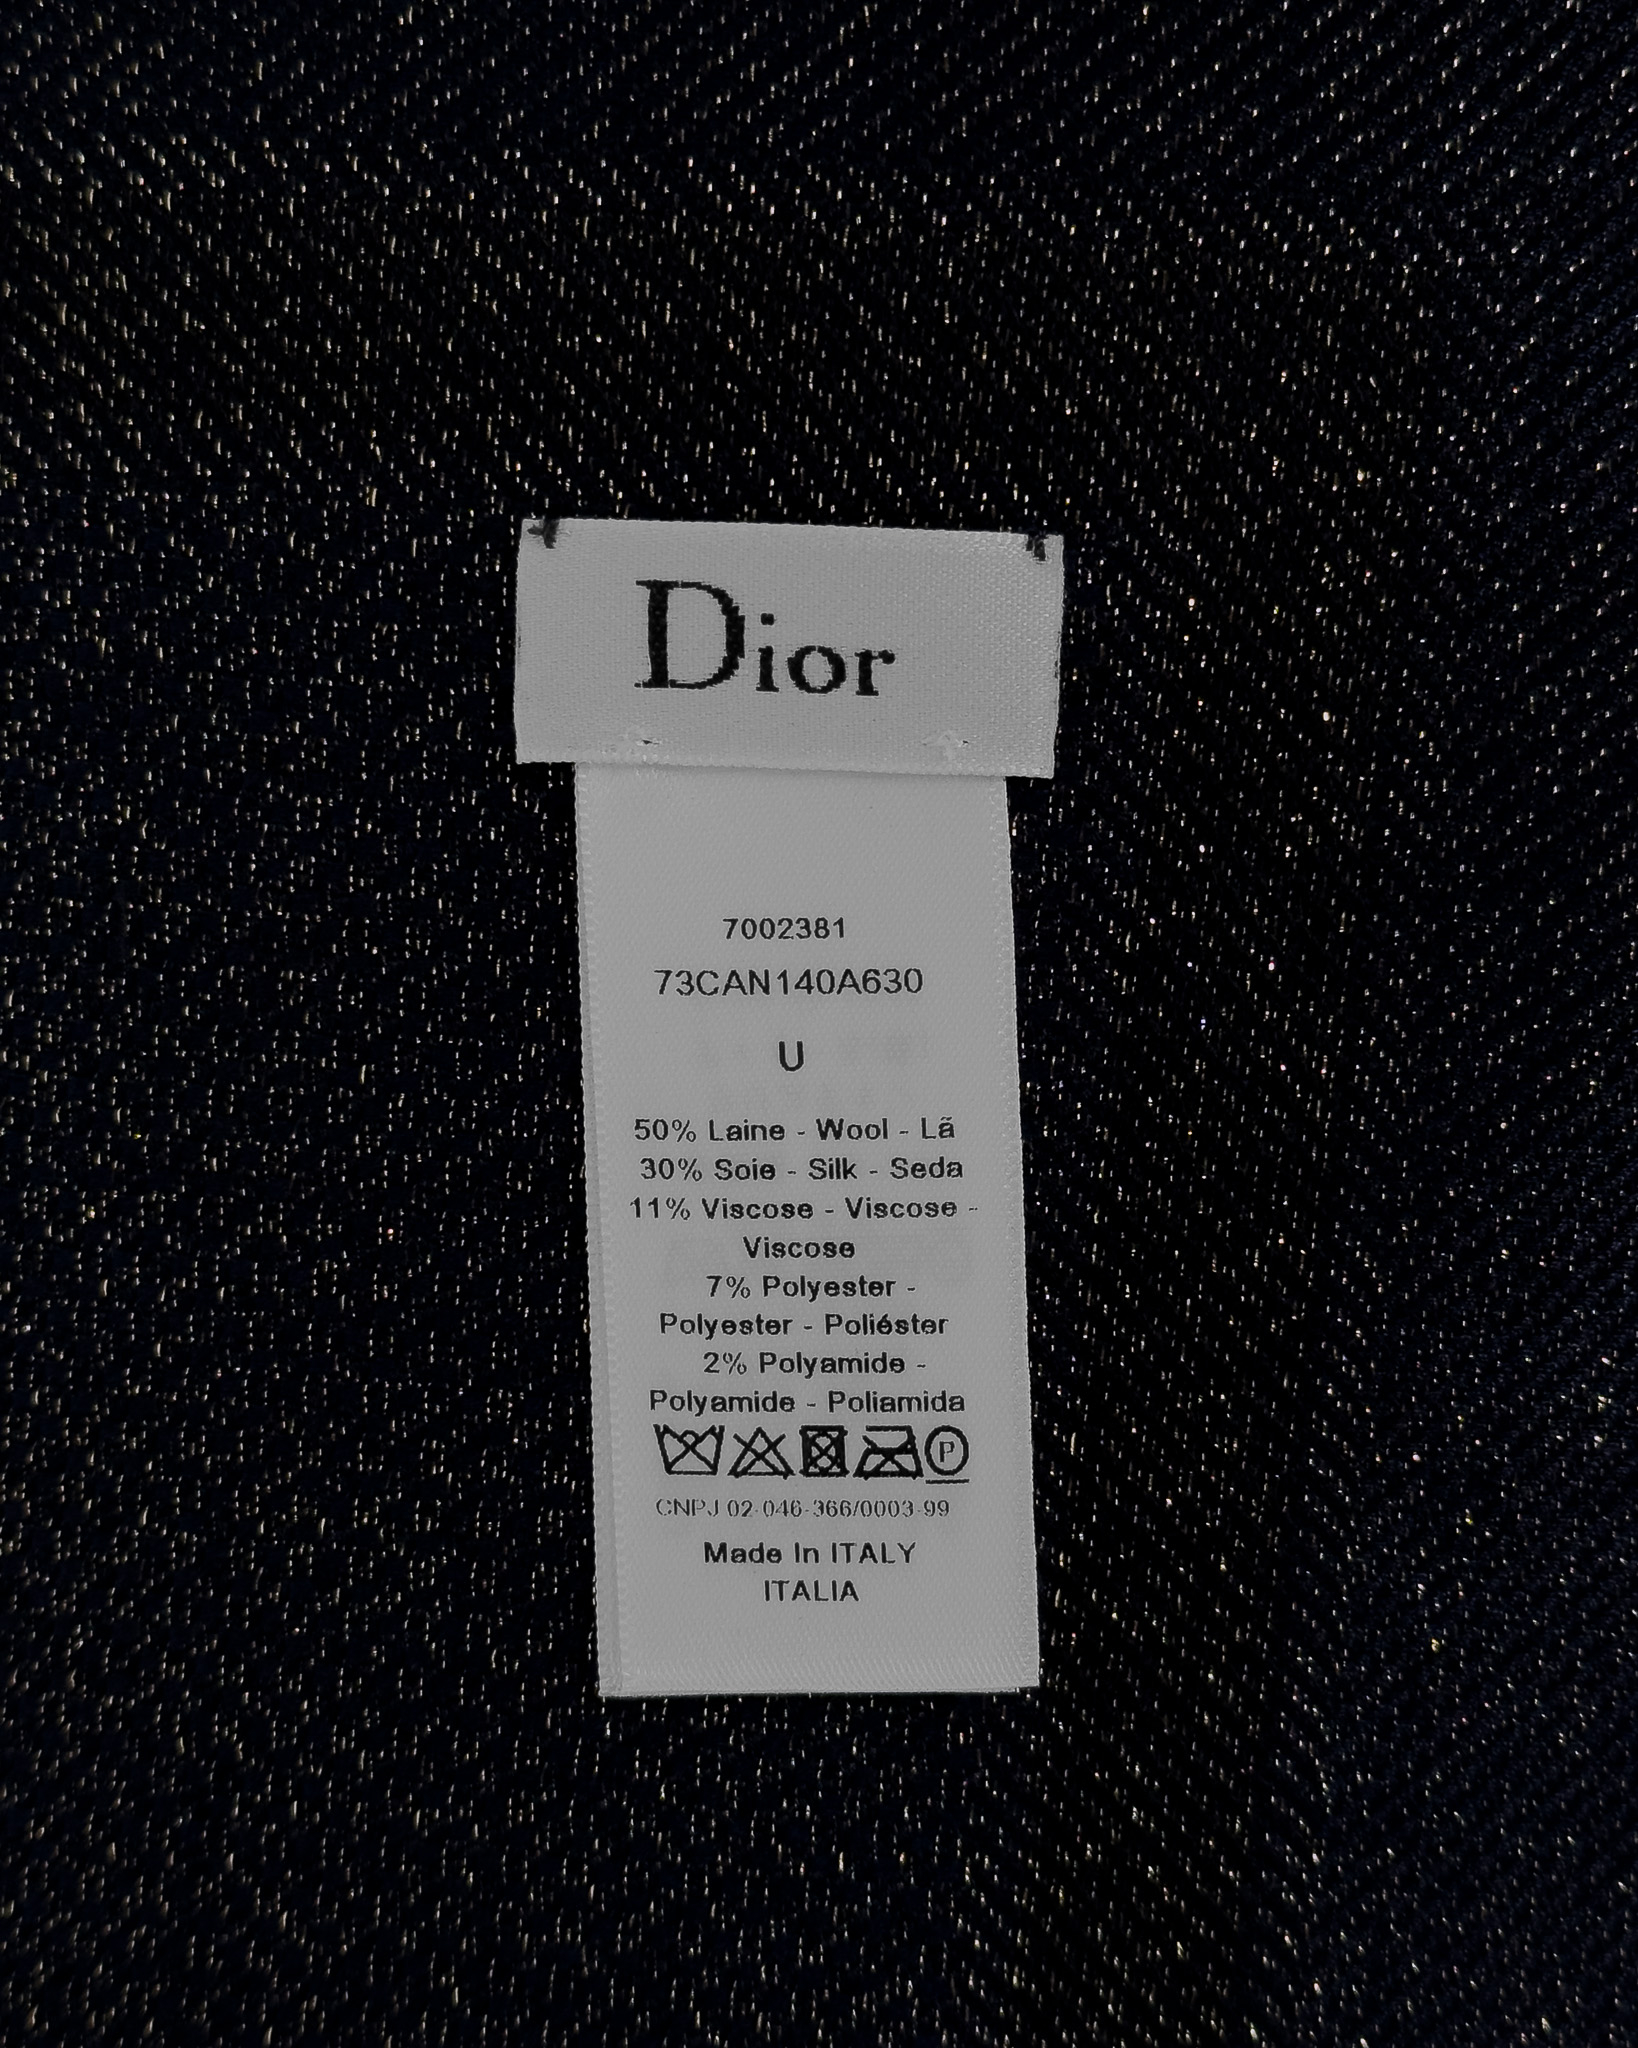 Dior
7002381
73CAN140A630
U
50% Laine - Wool - Lã
30% Soie - Silk - Seda
11% Viscose - Viscose -
Viscose
7% Polyester -
Polyester - Poliéster
2% Polyamide -
Polyamide - Poliamida
P
CNPJ 02-046-366/0003-99
Made In ITALY
ITALIA